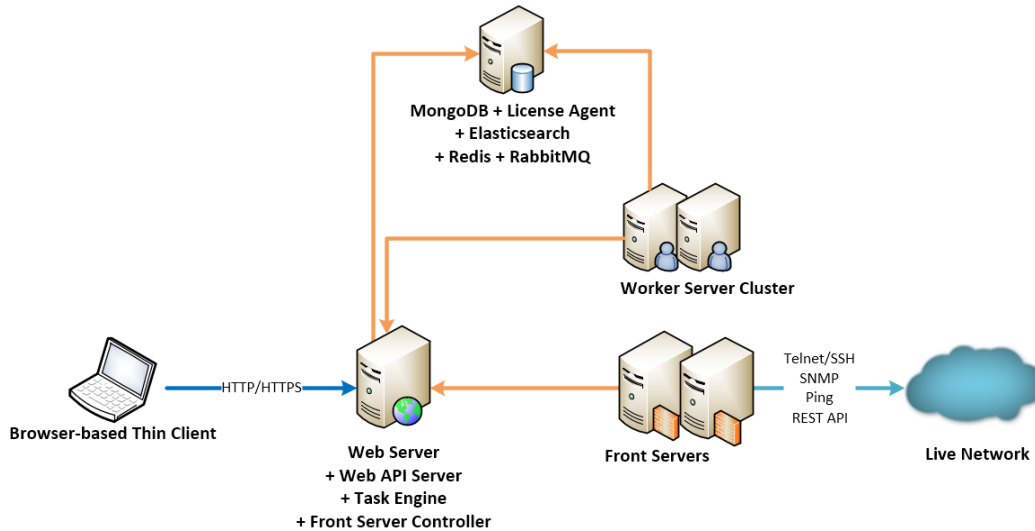 MongoDB + License Agent
+ Elasticsearch
+ Redis + RabbitMQ
Worker Server Cluster
HTTP/HTTPS
Telnet/SSH
SNMP
Ping
REST API
Browser-based Thin Client
Web Server
+ Web API Server
+ Task Engine
+ Front Server Controller
Front Servers
Live Network